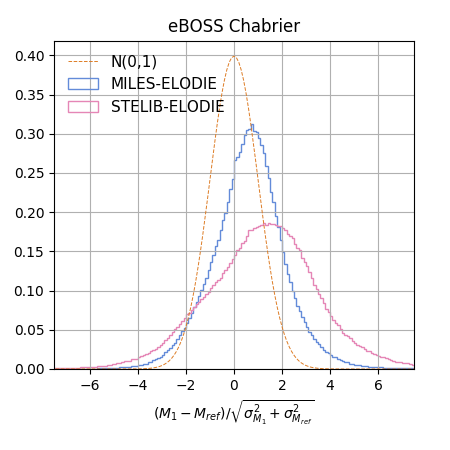 eBOSS Chabrier
N(0,1)
MILES-ELODIE
STELIB-ELODIE
0.40
0.35
0.30
0.25
0.20
0.15
0.10
0.05
0.00
−6 −4 −2 0 2 4 6
(M₁ − M_ref)/√(σ²_M₁ + σ²_M_ref)